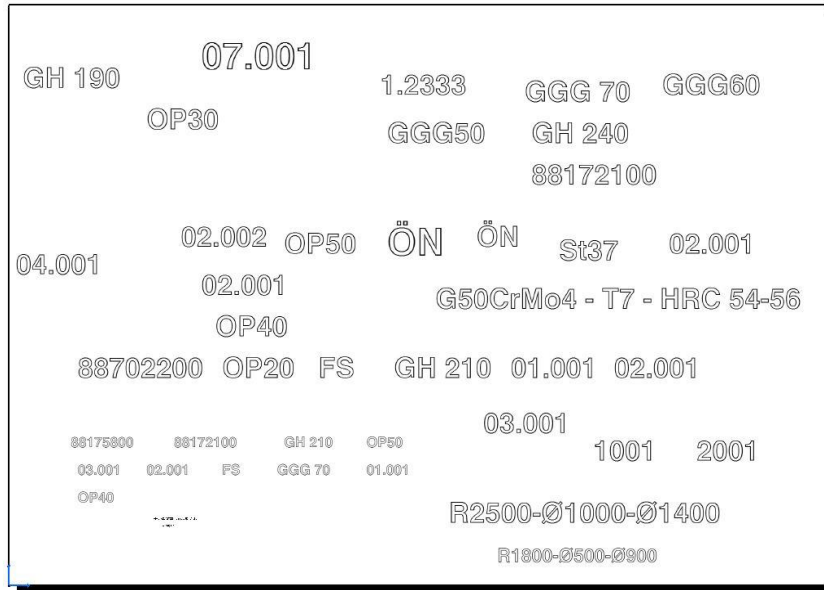 07.001
GH 190 1.2333 GGG 70 GGG60
OP30 GGG50 GH 240
88172100
02.002 OP50 ÖN ÖN St37 02.001
04.001
02.001 G50CrMo4 - T7 - HRC 54-56
OP40
88702200 OP20 FS GH 210 01.001 02.001
03.001
88175800 88172100 GH 210 OP50 1001 2001
03.001 02.001 FS GGG 70 01.001
OP40
R2500-Ø1000-Ø1400
R1800-Ø500-Ø900